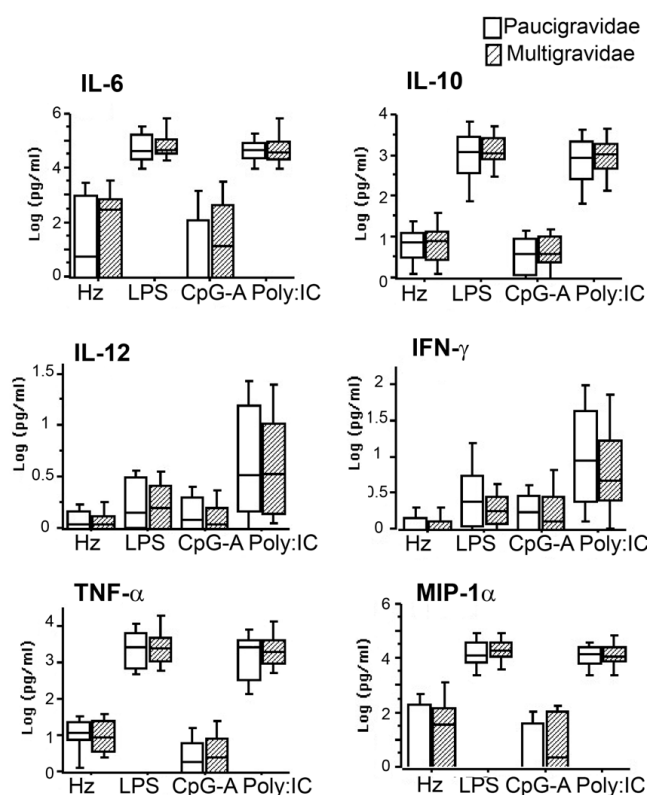 Paucigravidae
Multigravidae
IL-6
Log (pg/ml)
6
4
2
0
Hz LPS CpG-A Poly:IC
IL-10
Log (pg/ml)
4
3
2
1
0
Hz LPS CpG-A Poly:IC
IL-12
Log (pg/ml)
1.5
1
0.5
0
Hz LPS CpG-A Poly:IC
IFN-γ
Log (pg/ml)
2
1.5
1
0.5
0
Hz LPS CpG-A Poly:IC
TNF-α
Log (pg/ml)
4
3
2
1
0
Hz LPS CpG-A Poly:IC
MIP-1α
Log (pg/ml)
6
4
2
0
Hz LPS CpG-A Poly:IC